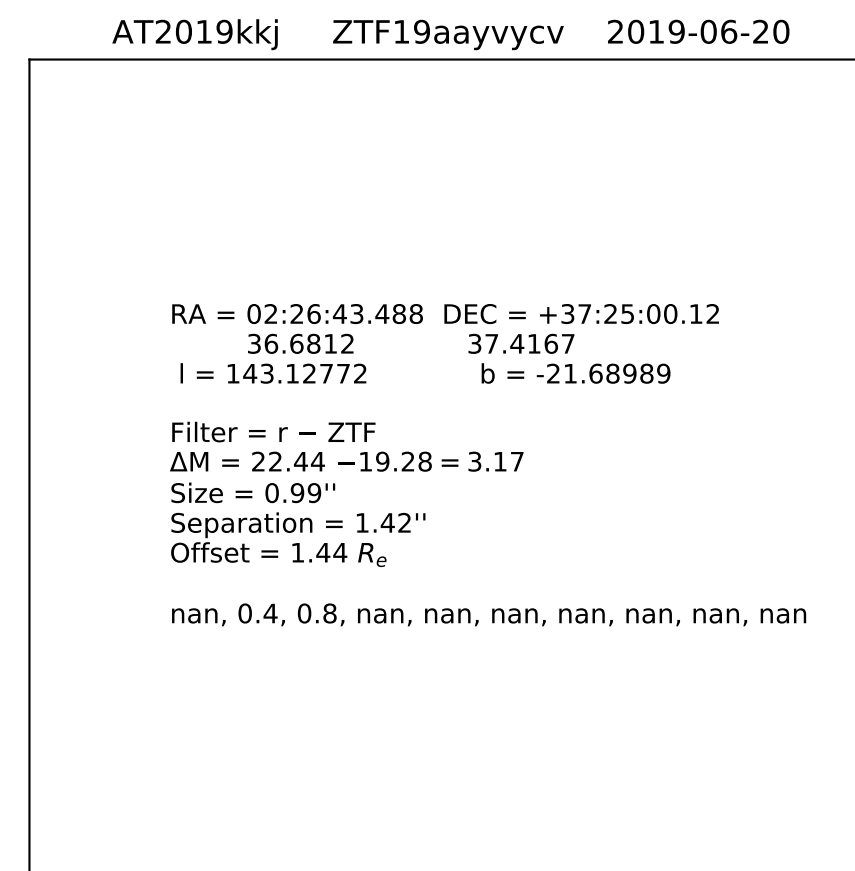 AT2019kkj ZTF19aayvycv 2019-06-20
RA = 02:26:43.488 DEC = +37:25:00.12
36.6812 37.4167
l = 143.12772 b = -21.68989
Filter = r − ZTF
ΔM = 22.44 −19.28 = 3.17
Size = 0.99''
Separation = 1.42''
Offset = 1.44 Re
nan, 0.4, 0.8, nan, nan, nan, nan, nan, nan, nan